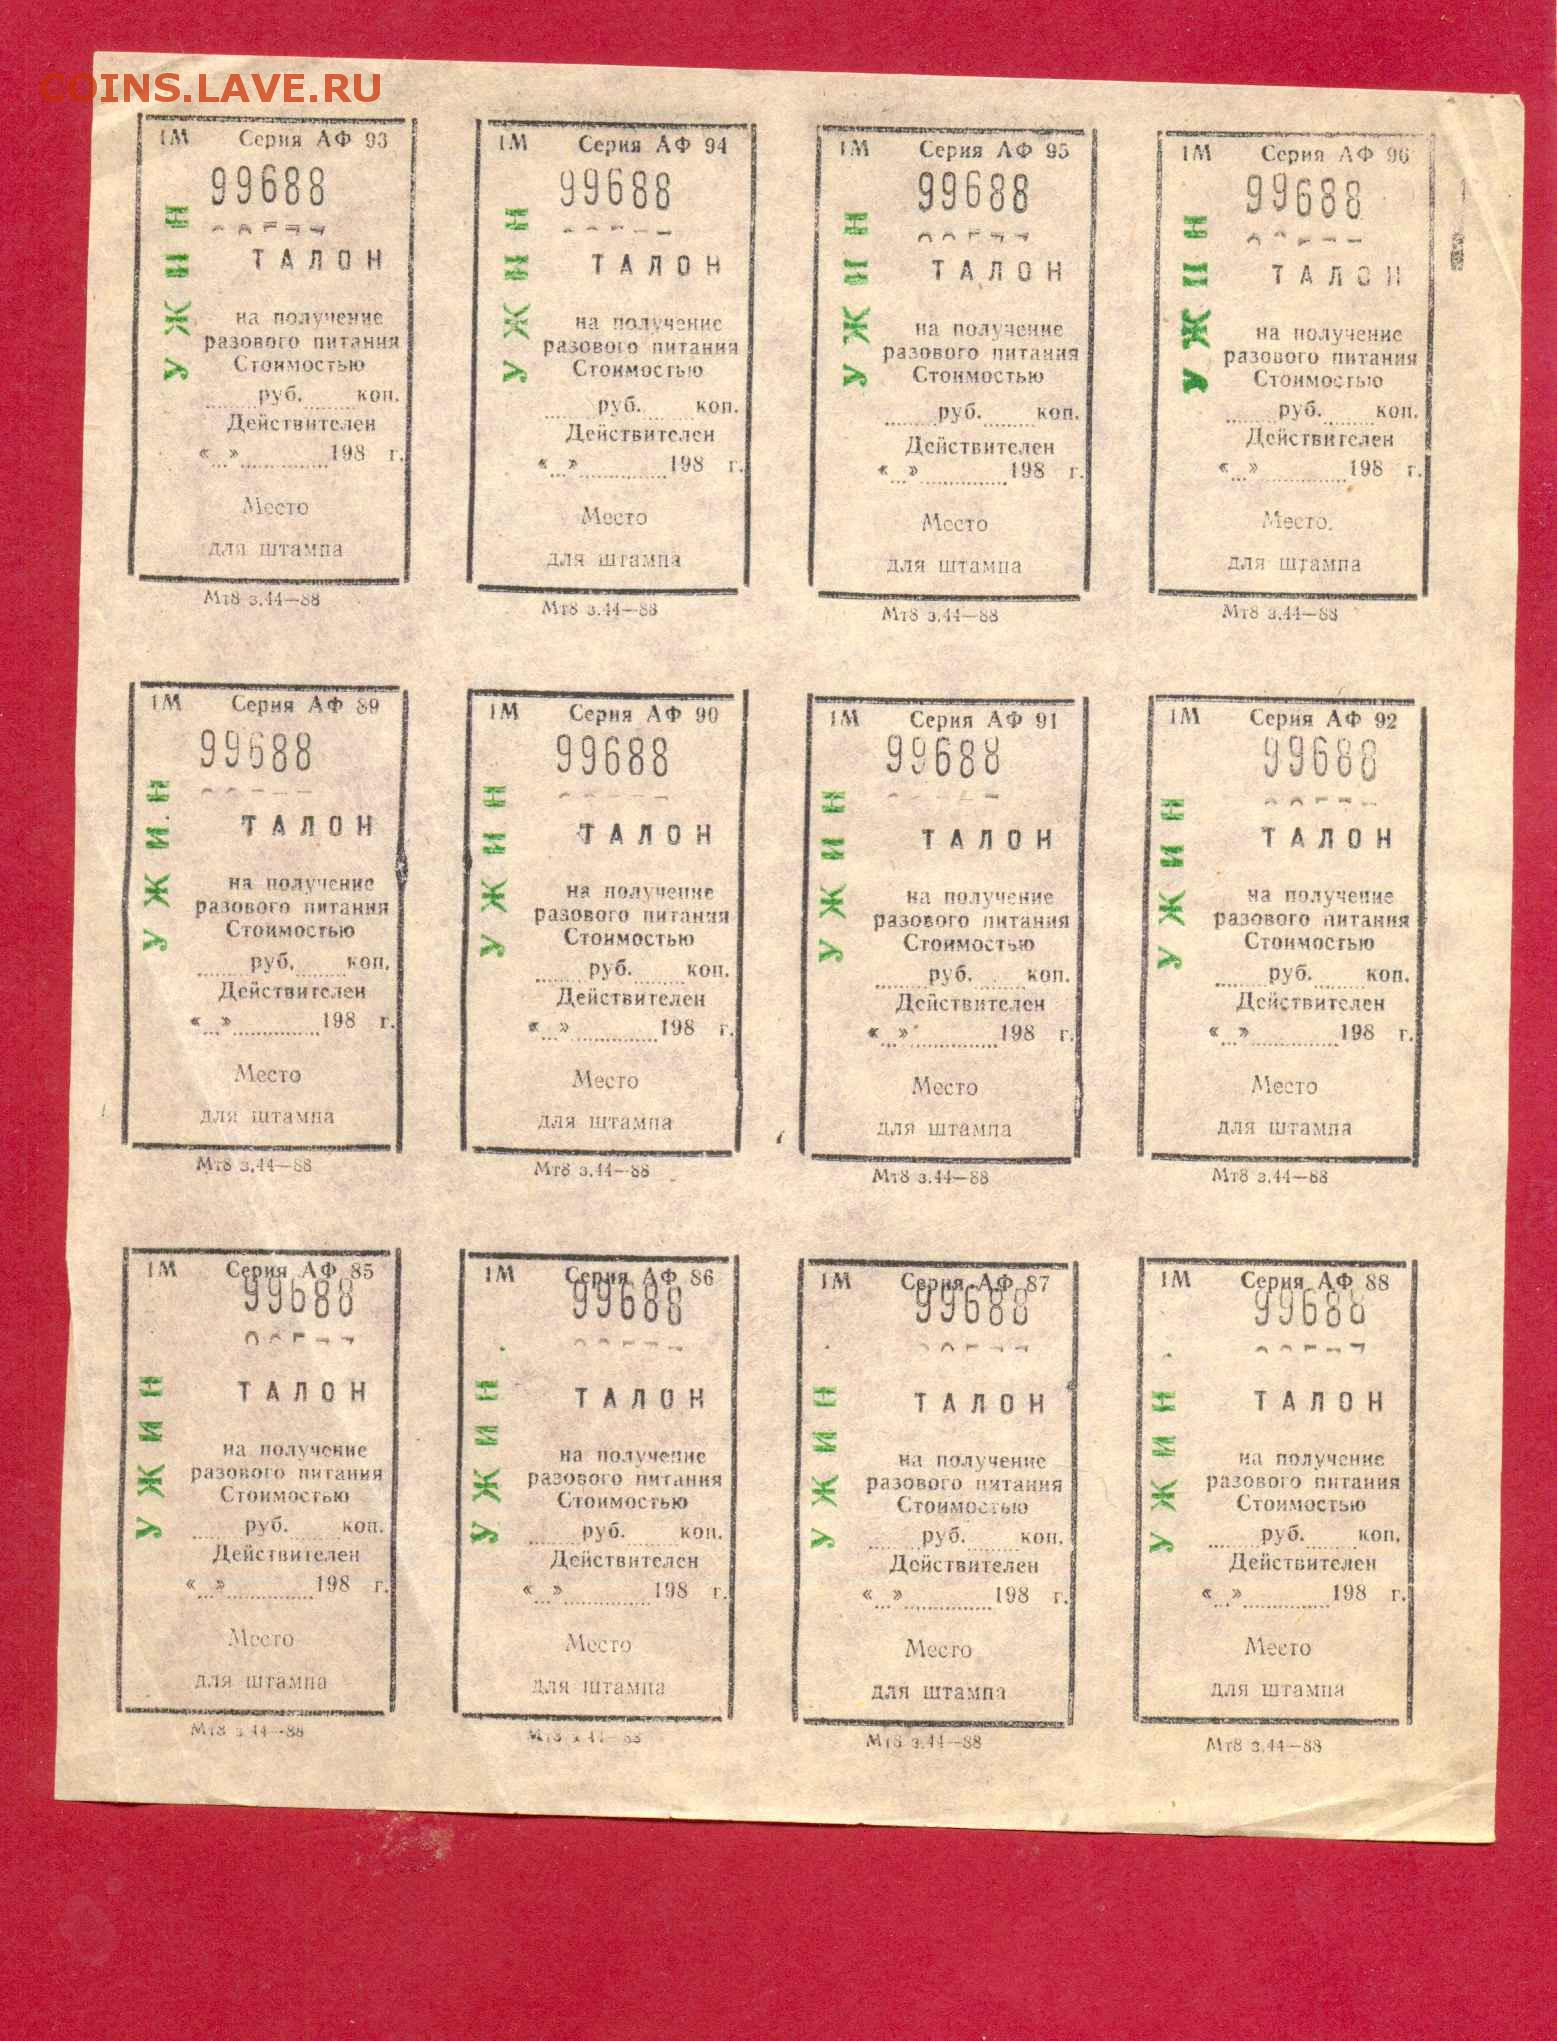 COINS.LAVE.RU
1М Серия АФ 93
99688
УЖИН
ТАЛОН
на получение
разового питания
Стоимостью
......руб.......коп.
Действителен
«...»..............198 г.
Место
для штампа
Мт8 з.44—88
1М Серия АФ 94
99688
УЖИН
ТАЛОН
на получение
разового питания
Стоимостью
......руб.......коп.
Действителен
«...»..............198 г.
Место
для штампа
Мт8 з.44—88
1М Серия АФ 95
99688
УЖИН
ТАЛОН
на получение
разового питания
Стоимостью
......руб.......коп.
Действителен
«...»..............198 г.
Место
для штампа
Мт8 з.44—88
1М Серия АФ 96
99688
УЖИН
ТАЛОН
на получение
разового питания
Стоимостью
......руб.......коп.
Действителен
«...»..............198 г.
Место
для штампа
Мт8 з.44—88
1М Серия АФ 89
99688
УЖИН
ТАЛОН
на получение
разового питания
Стоимостью
......руб.......коп.
Действителен
«...»..............198 г.
Место
для штампа
Мт8 з.44—88
1М Серия АФ 90
99688
УЖИН
ТАЛОН
на получение
разового питания
Стоимостью
......руб.......коп.
Действителен
«...»..............198 г.
Место
для штампа
Мт8 з.44—88
1М Серия АФ 91
99688
УЖИН
ТАЛОН
на получение
разового питания
Стоимостью
......руб.......коп.
Действителен
«...»..............198 г.
Место
для штампа
Мт8 з.44—88
1М Серия АФ 92
99688
УЖИН
ТАЛОН
на получение
разового питания
Стоимостью
......руб.......коп.
Действителен
«...»..............198 г.
Место
для штампа
Мт8 з.44—88
1М Серия АФ 85
99688
УЖИН
ТАЛОН
на получение
разового питания
Стоимостью
......руб.......коп.
Действителен
«...»..............198 г.
Место
для штампа
Мт8 з.44—88
1М Серия АФ 86
99688
УЖИН
ТАЛОН
на получение
разового питания
Стоимостью
......руб.......коп.
Действителен
«...»..............198 г.
Место
для штампа
Мт8 з.44—88
1М Серия АФ 87
99688
УЖИН
ТАЛОН
на получение
разового питания
Стоимостью
......руб.......коп.
Действителен
«...»..............198 г.
Место
для штампа
Мт8 з.44—88
1М Серия АФ 88
99688
УЖИН
ТАЛОН
на получение
разового питания
Стоимостью
......руб.......коп.
Действителен
«...»..............198 г.
Место
для штампа
Мт8 з.44—88